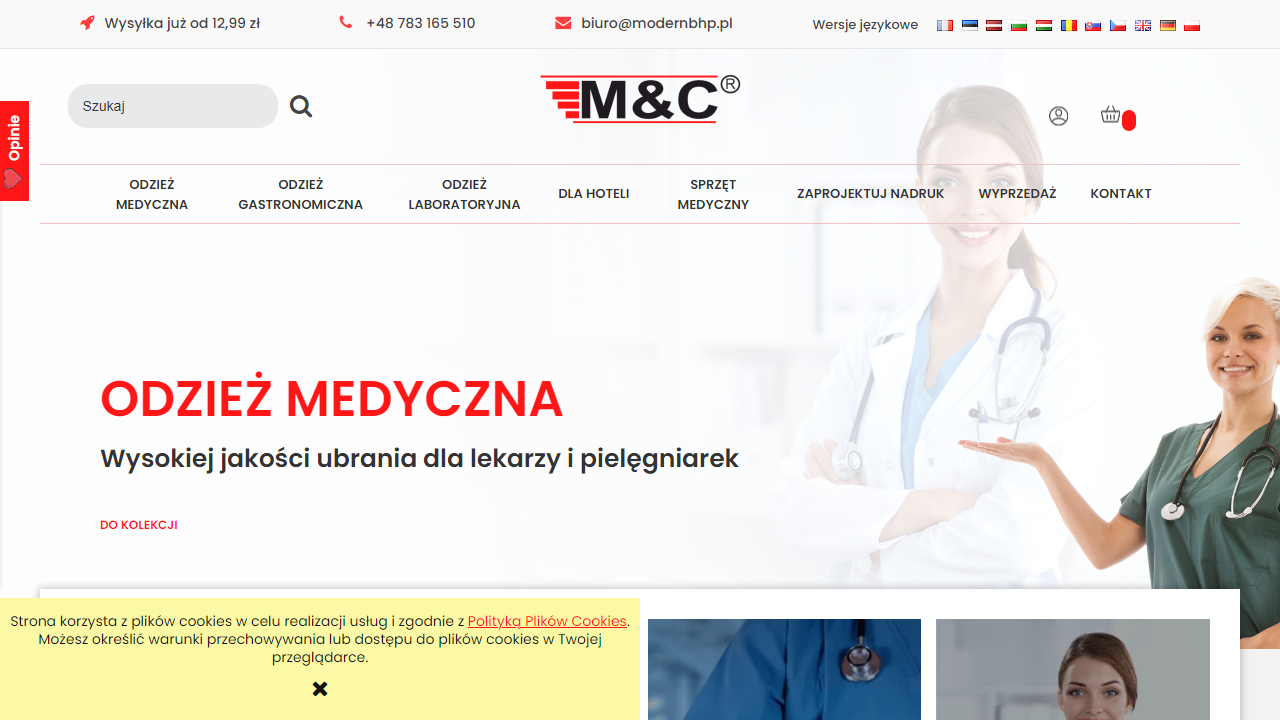 Wysyłka już od 12,99 zł
+48 783 165 510
biuro@modernbhp.pl
Wersje językowe
Szukaj
M&C®
Opinie
ODZIEŻ
MEDYCZNA
ODZIEŻ
GASTRONOMICZNA
ODZIEŻ
LABORATORYJNA
DLA HOTELI
SPRZĘT
MEDYCZNY
ZAPROJEKTUJ NADRUK
WYPRZEDAŻ
KONTAKT
ODZIEŻ MEDYCZNA
Wysokiej jakości ubrania dla lekarzy i pielęgniarek
DO KOLEKCJI
Strona korzysta z plików cookies w celu realizacji usług i zgodnie z Polityką Plików Cookies.
Możesz określić warunki przechowywania lub dostępu do plików cookies w Twojej
przeglądarce.